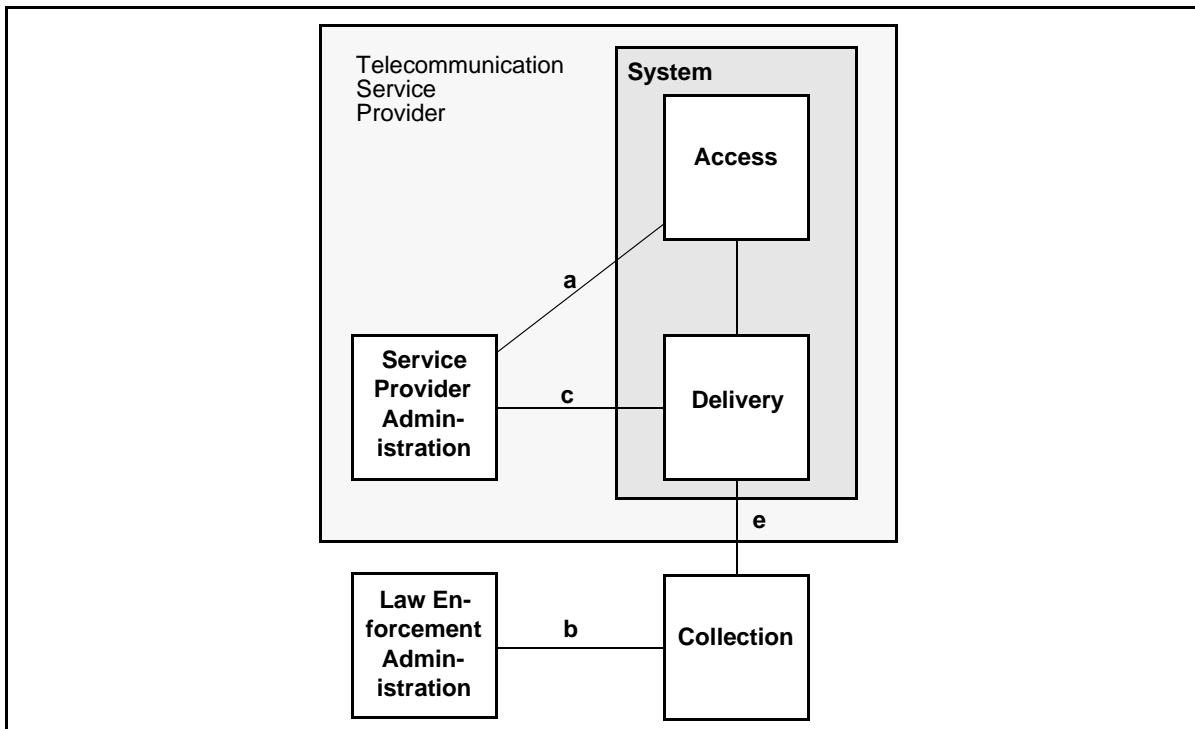 Telecommunication
Service
Provider
System
Access
a
Service
Provider
Admin-
istration
c
Delivery
e
Law En-
forcement
Admin-
istration
b
Collection